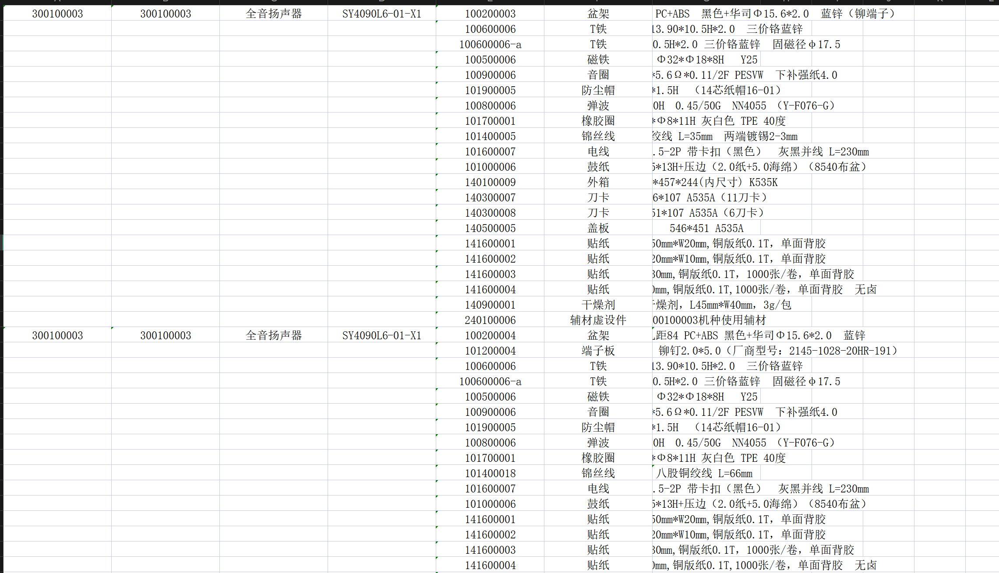 300100003 300100003 全音扬声器 SY4090L6-01-X1 100200003 盆架 PC+ABS 黑色+华司Φ15.6*2.0 蓝锌（铆端子）
100600006 T铁 13.90*10.5H*2.0 三价铬蓝锌
100600006-a T铁 0.5H*2.0 三价铬蓝锌 固磁径φ17.5
100500006 磁铁 Φ32*Φ18*8H Y25
100900006 音圈 *5.6Ω*0.11/2F PESVW 下补强纸4.0
101900005 防尘帽 *1.5H （14芯纸帽16-01）
100800006 弹波 0H 0.45/50G NN4055 （Y-F076-G）
101700001 橡胶圈 *Φ8*11H 灰白色 TPE 40度
101400005 锦丝线 绞线 L=35mm 两端镀锡2-3mm
101600007 电线 .5-2P 带卡扣（黑色） 灰黑并线 L=230mm
101000006 鼓纸 5*13H+压边（2.0纸+5.0海绵）（8540布盆）
140100009 外箱 *457*244(内尺寸) K535K
140300007 刀卡 6*107 A535A（11刀卡）
140300008 刀卡 51*107 A535A（6刀卡）
140500005 盖板 546*451 A535A
141600001 贴纸 50mm*W20mm,铜版纸0.1T，单面背胶
141600002 贴纸 20mm*W10mm,铜版纸0.1T，单面背胶
141600003 贴纸 30mm,铜版纸0.1T，1000张/卷，单面背胶
141600004 贴纸 0mm,铜版纸0.1T,1000张/卷，单面背胶 无卤
140900001 干燥剂 干燥剂，L45mm*W40mm，3g/包
240100006 辅材虚设件 00100003机种使用辅材
300100003 300100003 全音扬声器 SY4090L6-01-X1 100200004 盆架 距84 PC+ABS 黑色+华司Φ15.6*2.0 蓝锌
101200004 端子板 铆钉2.0*5.0（厂商型号：2145-1028-20HR-191）
100600006 T铁 13.90*10.5H*2.0 三价铬蓝锌
100600006-a T铁 0.5H*2.0 三价铬蓝锌 固磁径φ17.5
100500006 磁铁 Φ32*Φ18*8H Y25
100900006 音圈 *5.6Ω*0.11/2F PESVW 下补强纸4.0
101900005 防尘帽 *1.5H （14芯纸帽16-01）
100800006 弹波 0H 0.45/50G NN4055 （Y-F076-G）
101700001 橡胶圈 *Φ8*11H 灰白色 TPE 40度
101400018 锦丝线 八股铜绞线 L=66mm
101600007 电线 .5-2P 带卡扣（黑色） 灰黑并线 L=230mm
101000006 鼓纸 5*13H+压边（2.0纸+5.0海绵）（8540布盆）
141600001 贴纸 50mm*W20mm,铜版纸0.1T，单面背胶
141600002 贴纸 20mm*W10mm,铜版纸0.1T，单面背胶
141600003 贴纸 30mm,铜版纸0.1T，1000张/卷，单面背胶
141600004 贴纸 0mm,铜版纸0.1T,1000张/卷，单面背胶 无卤